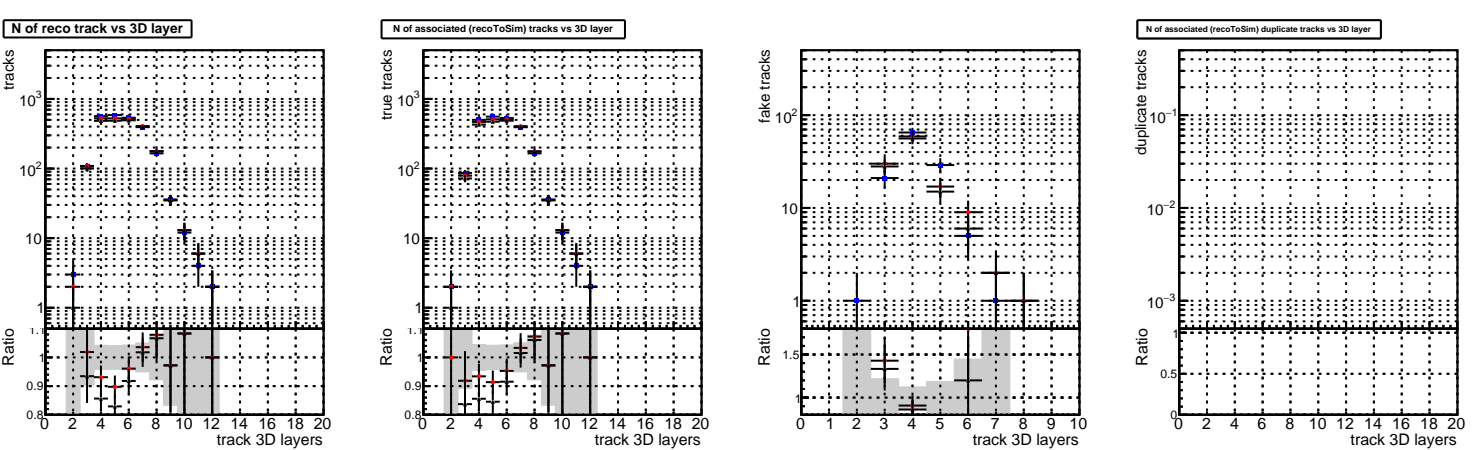 N of reco track vs 3D layer
tracks
10³
10²
10
1
Ratio
1.1
1
0.9
0.8
0 2 4 6 8 10 12 14 16 18 20
track 3D layers
N of associated (recoToSim) tracks vs 3D layer
true tracks
10³
10²
10
1
Ratio
1.1
1
0.9
0.8
0 2 4 6 8 10 12 14 16 18 20
track 3D layers
fake tracks
10²
10
1
Ratio
1.5
1
0 1 2 3 4 5 6 7 8 9 10
track 3D layers
N of associated (recoToSim) duplicate tracks vs 3D layer
duplicate tracks
10⁻¹
10⁻²
10⁻³
Ratio
1
0.5
0
0 2 4 6 8 10 12 14 16 18 20
track 3D layers